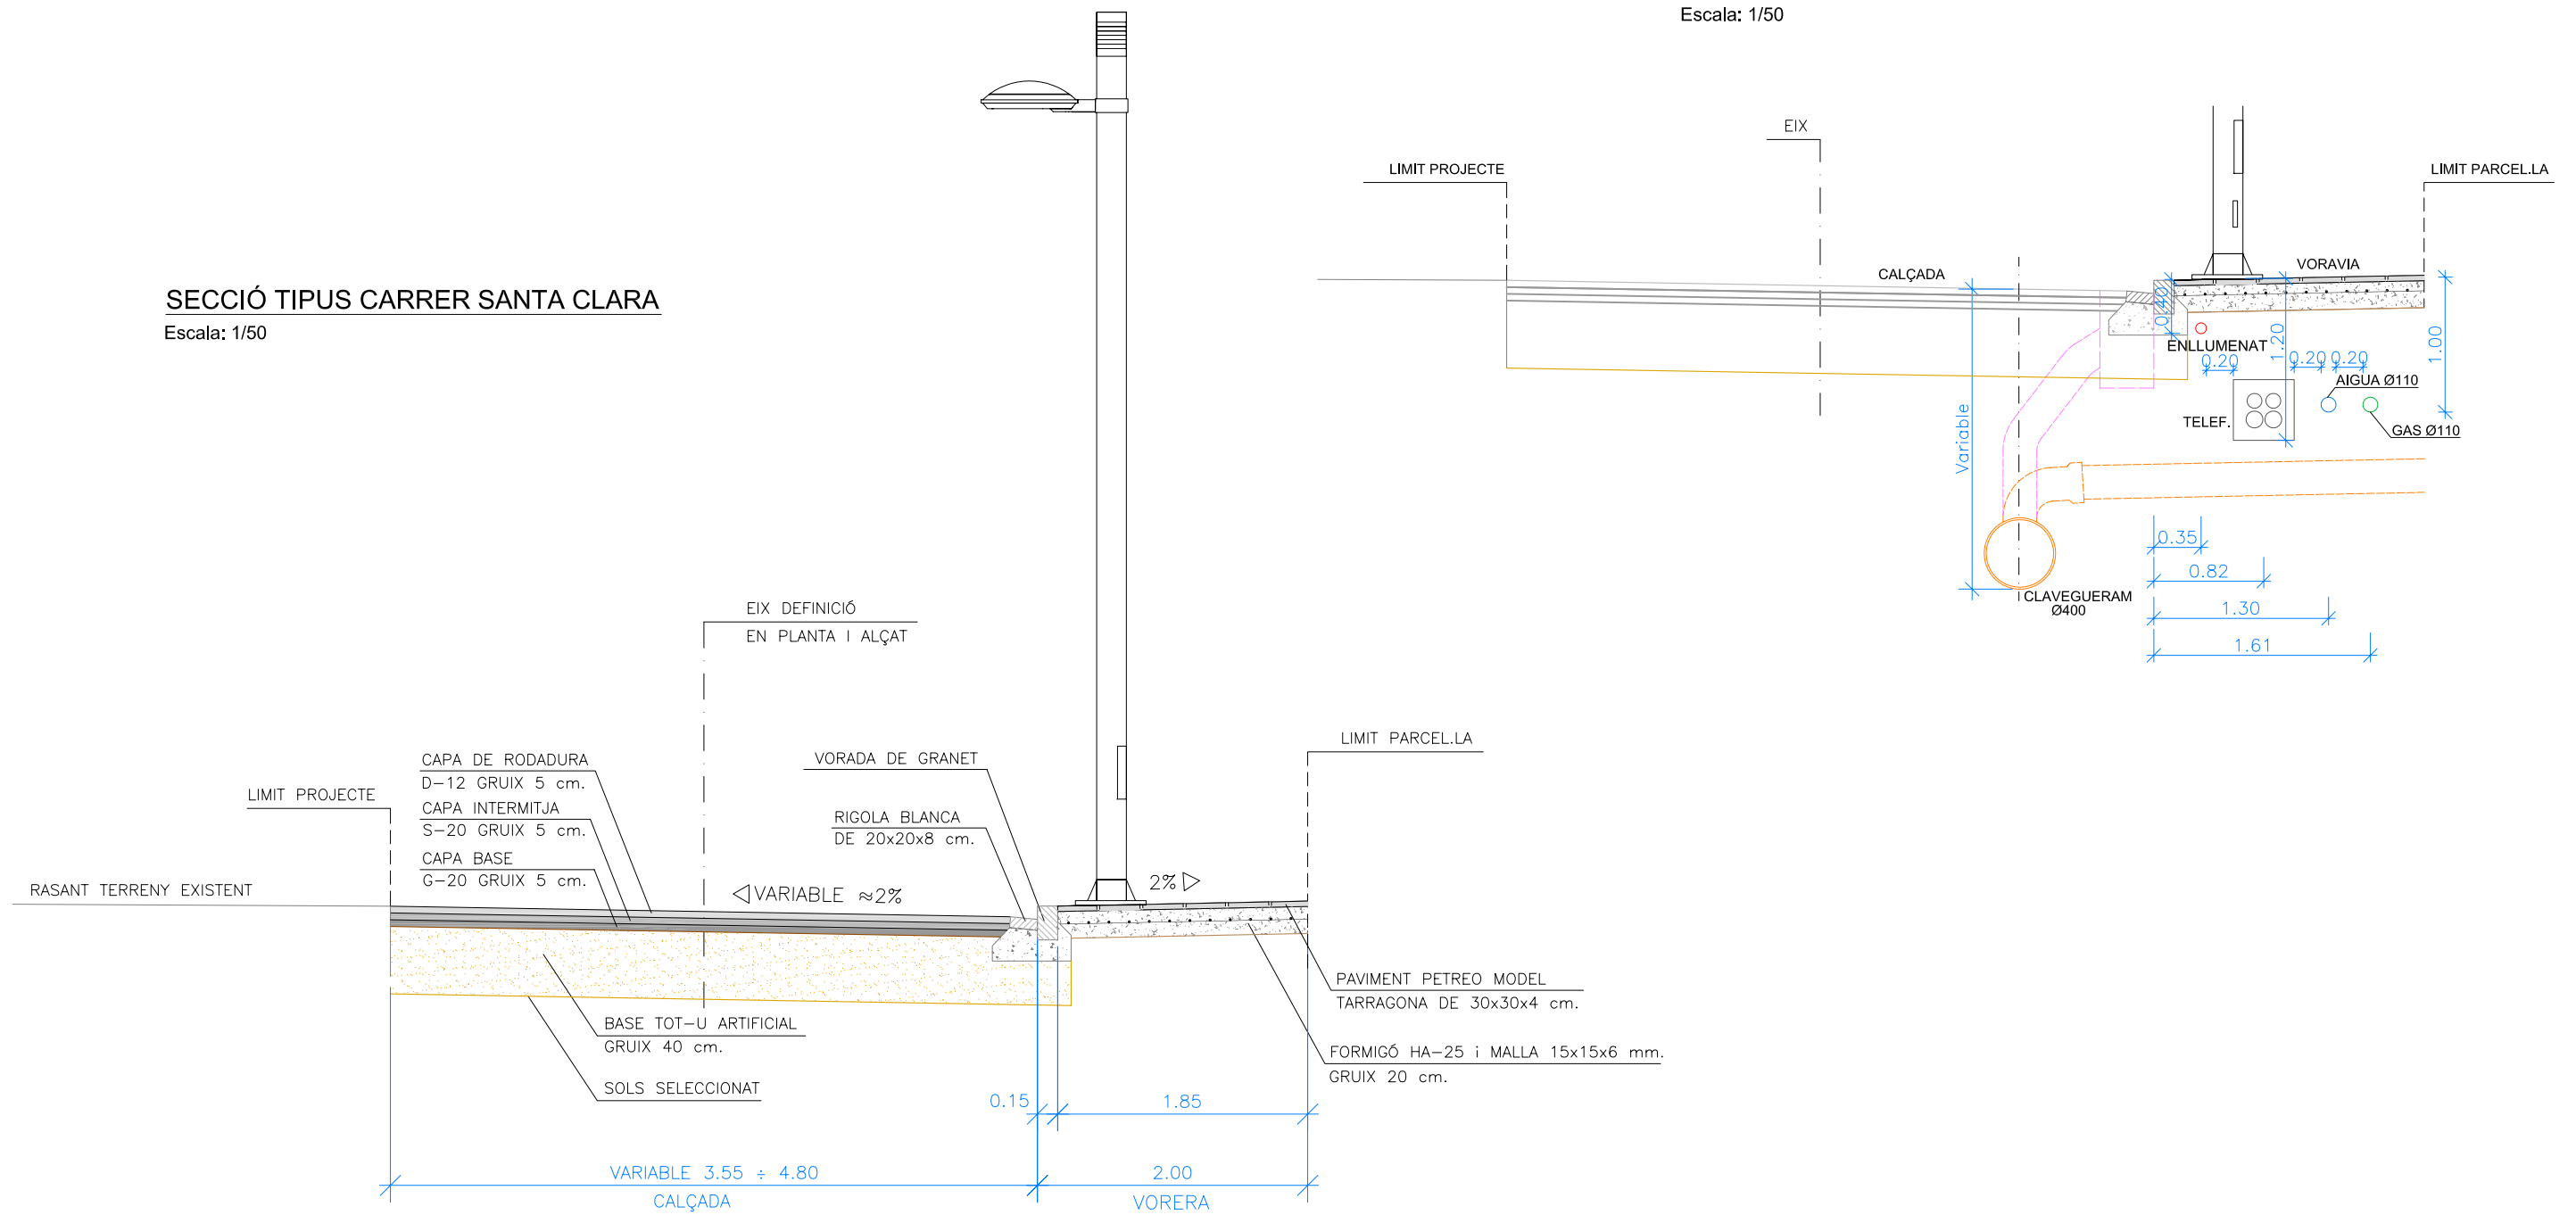 Escala: 1/50
EIX
LIMIT PROJECTE
LIMIT PARCEL.LA
CALÇADA
VORAVIA
0.40
ENLLUMENAT
0.20
1.20
0.20
0.20
1.00
AIGUA Ø110
TELEF.
GAS Ø110
Variable
0.35
0.82
CLAVEGUERAM
Ø400
1.30
1.61
SECCIÓ TIPUS CARRER SANTA CLARA
Escala: 1/50
EIX DEFINICIÓ
EN PLANTA I ALÇAT
LIMIT PARCEL.LA
CAPA DE RODADURA
D-12 GRUIX 5 cm.
VORADA DE GRANET
LIMIT PROJECTE
CAPA INTERMITJA
S-20 GRUIX 5 cm.
RIGOLA BLANCA
DE 20x20x8 cm.
CAPA BASE
G-20 GRUIX 5 cm.
RASANT TERRENY EXISTENT
VARIABLE ≈2%
2%
PAVIMENT PETREO MODEL
TARRAGONA DE 30x30x4 cm.
BASE TOT-U ARTIFICIAL
GRUIX 40 cm.
FORMIGÓ HA-25 i MALLA 15x15x6 mm.
GRUIX 20 cm.
SOLS SELECCIONAT
0.15
1.85
VARIABLE 3.55 ÷ 4.80
2.00
CALÇADA
VORERA